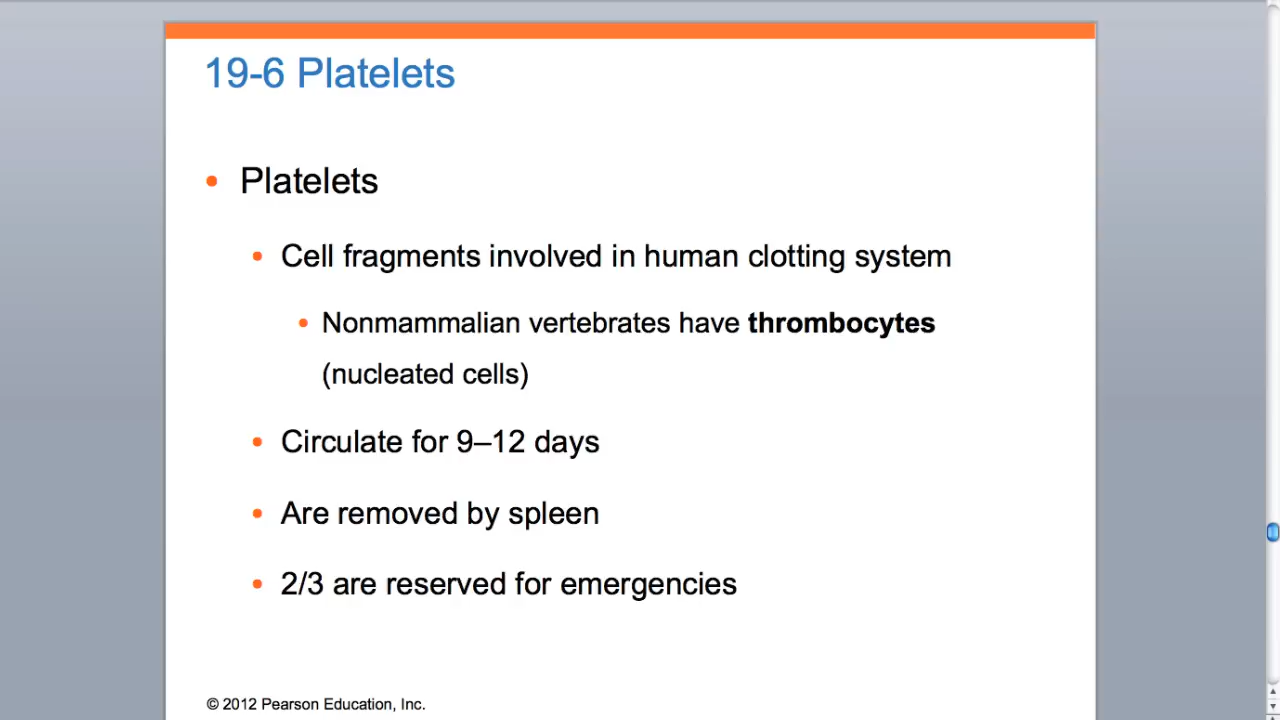 19-6 Platelets
• Platelets
• Cell fragments involved in human clotting system
• Nonmammalian vertebrates have thrombocytes
(nucleated cells)
• Circulate for 9–12 days
• Are removed by spleen
• 2/3 are reserved for emergencies
© 2012 Pearson Education, Inc.